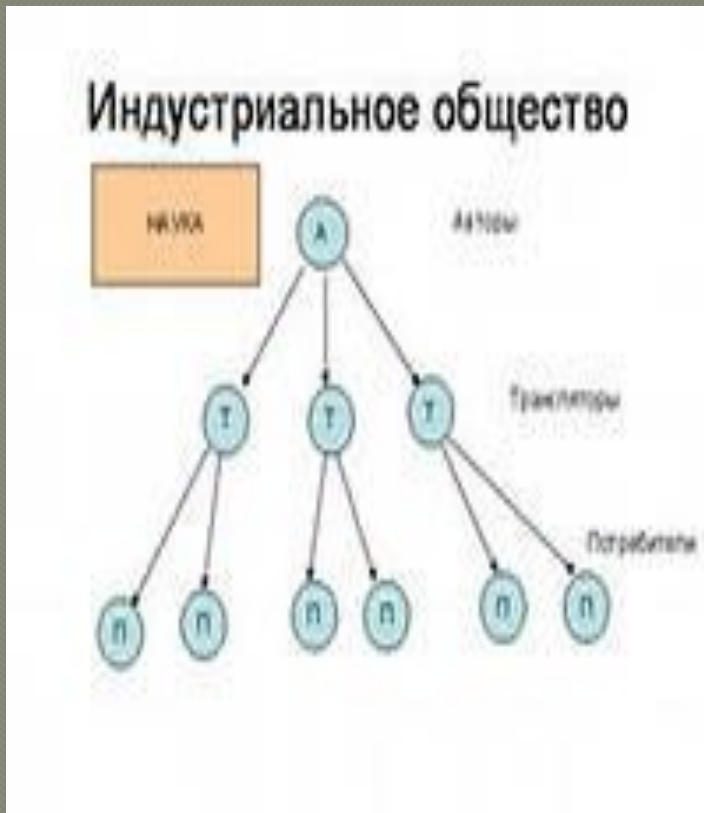 Индустриальное общество
НАУКА
А
Авторы
Т
Т
Т
Трансляторы
Потребители
П
П
П
П
П
П